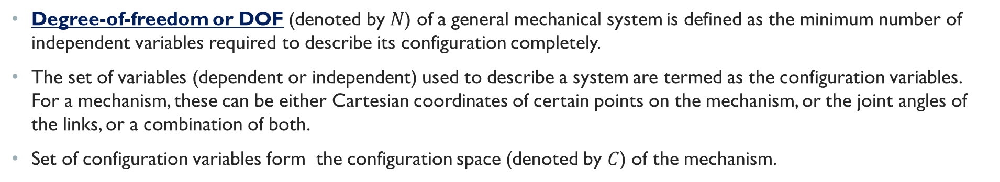 • Degree-of-freedom or DOF (denoted by N) of a general mechanical system is defined as the minimum number of
independent variables required to describe its configuration completely.
• The set of variables (dependent or independent) used to describe a system are termed as the configuration variables.
For a mechanism, these can be either Cartesian coordinates of certain points on the mechanism, or the joint angles of
the links, or a combination of both.
• Set of configuration variables form  the configuration space (denoted by C) of the mechanism.